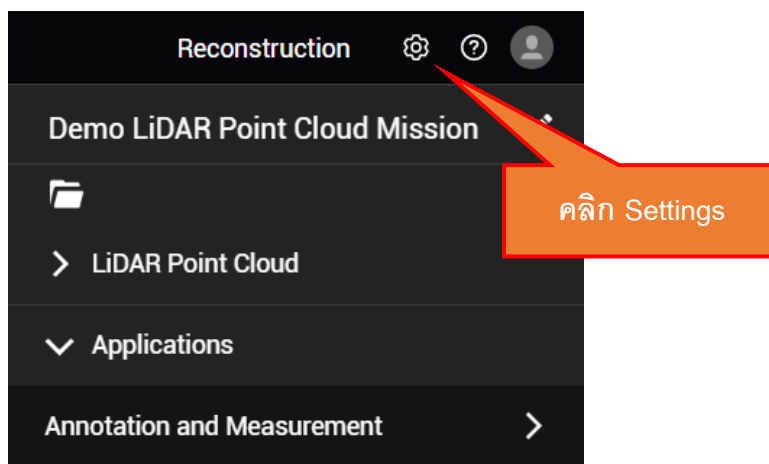 Reconstruction
Demo LiDAR Point Cloud Mission
คลิก Settings
LiDAR Point Cloud
Applications
Annotation and Measurement